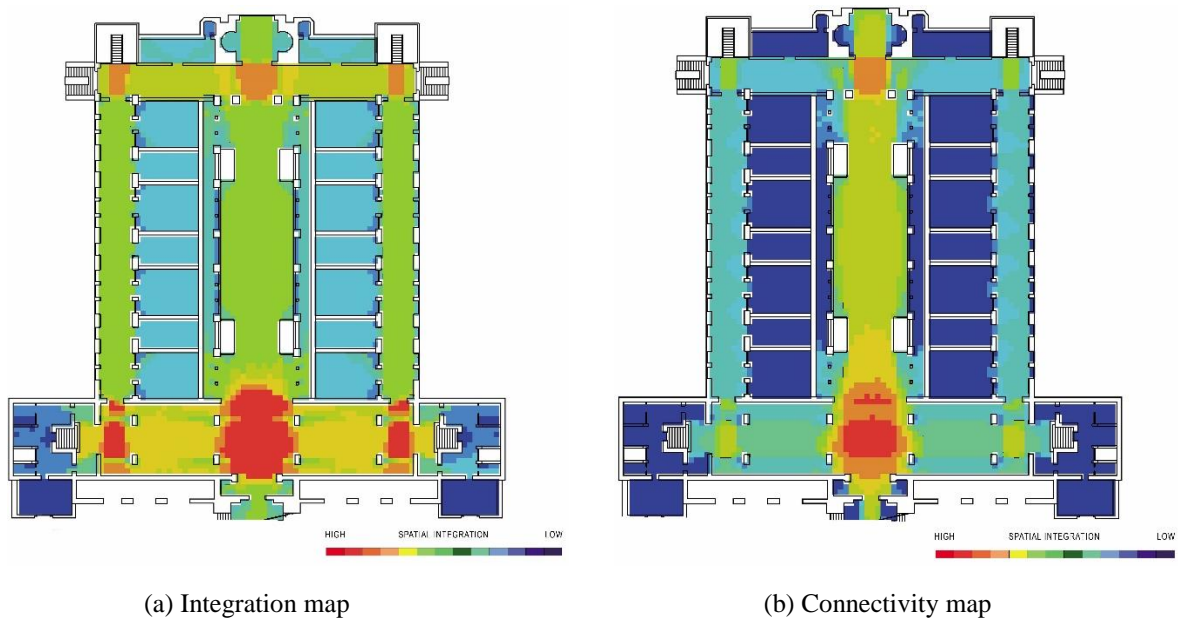 HIGH SPATIAL INTEGRATION LOW
HIGH SPATIAL INTEGRATION LOW
(a) Integration map
(b) Connectivity map